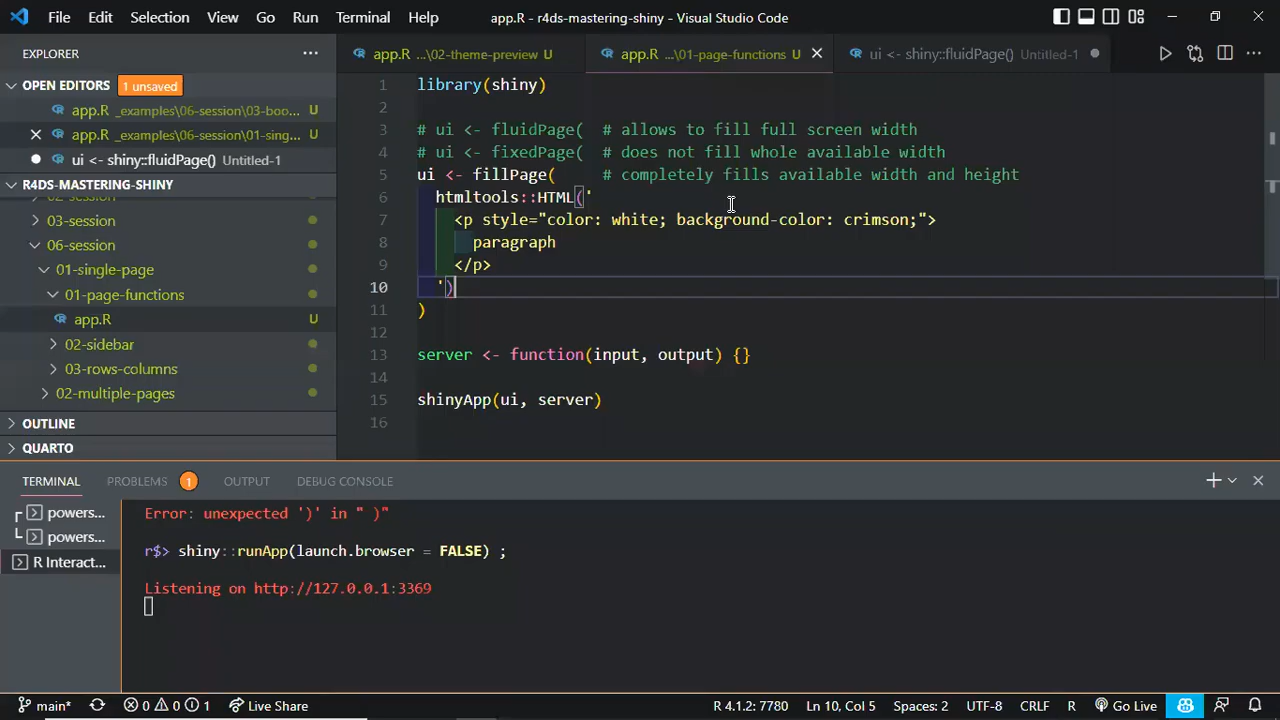 File Edit Selection View Go Run Terminal Help app.R - r4ds-mastering-shiny - Visual Studio Code
EXPLORER
app.R ...\02-theme-preview U
app.R ...\01-page-functions U
ui <- shiny::fluidPage() Untitled-1
OPEN EDITORS 1 unsaved
app.R _examples\06-session\03-boo... U
app.R _examples\06-session\01-sing... U
ui <- shiny::fluidPage() Untitled-1
R4DS-MASTERING-SHINY
02-session
03-session
06-session
01-single-page
01-page-functions
app.R U
02-sidebar
03-rows-columns
02-multiple-pages
OUTLINE
QUARTO
1 library(shiny)
2
3 # ui <- fluidPage( # allows to fill full screen width
4 # ui <- fixedPage( # does not fill whole available width
5 ui <- fillPage( # completely fills available width and height
6 htmltools::HTML('
7 <p style="color: white; background-color: crimson;">
8 paragraph
9 </p>
10 ')
11 )
12
13 server <- function(input, output) {}
14
15 shinyApp(ui, server)
16
TERMINAL PROBLEMS 1 OUTPUT DEBUG CONSOLE
powers...
powers...
R Interact...
Error: unexpected ')' in " )"
r$> shiny::runApp(launch.browser = FALSE) ;
Listening on http://127.0.0.1:3369
main* 0 0 1 Live Share R 4.1.2: 7780 Ln 10, Col 5 Spaces: 2 UTF-8 CRLF R Go Live